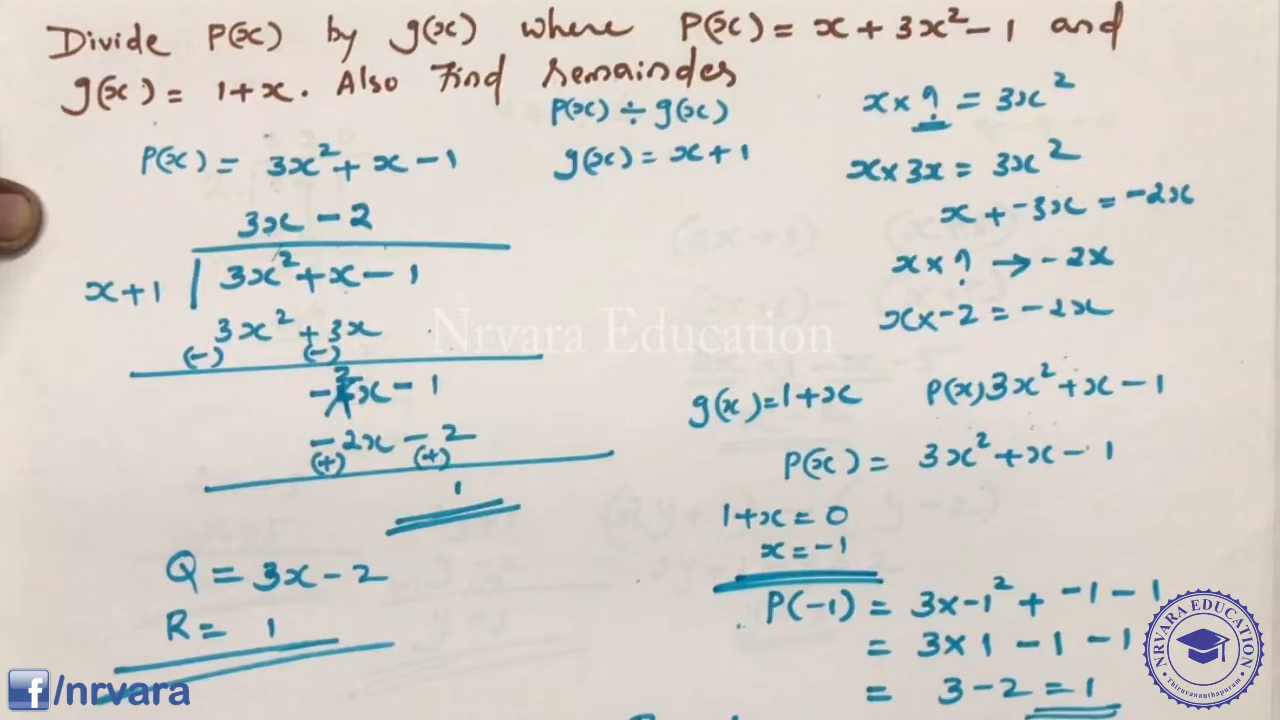 Divide P(x) by g(x) where P(x) = x + 3x² - 1 and
g(x) = 1+x. Also Find remainder
P(x) ÷ g(x)
P(x) = 3x² + x - 1
g(x) = x + 1
3x - 2
x+1 3x² + x - 1
3x² + 3x
(-) (-)
-2x - 1
-2x - 2
(+) (+)
1
Q = 3x - 2
R = 1
x × ? = 3x²
x × 3x = 3x²
x + -3x = -2x
x × ? → -2x
x × -2 = -2x
g(x) = 1+x P(x) 3x² + x - 1
P(x) = 3x² + x - 1
1+x = 0
x = -1
P(-1) = 3x-1² + -1 - 1
= 3×1 - 1 - 1
= 3 - 2 = 1
Nrvara Education
f/nrvara
NRVARA EDUCATION
Thiruvananthapuram